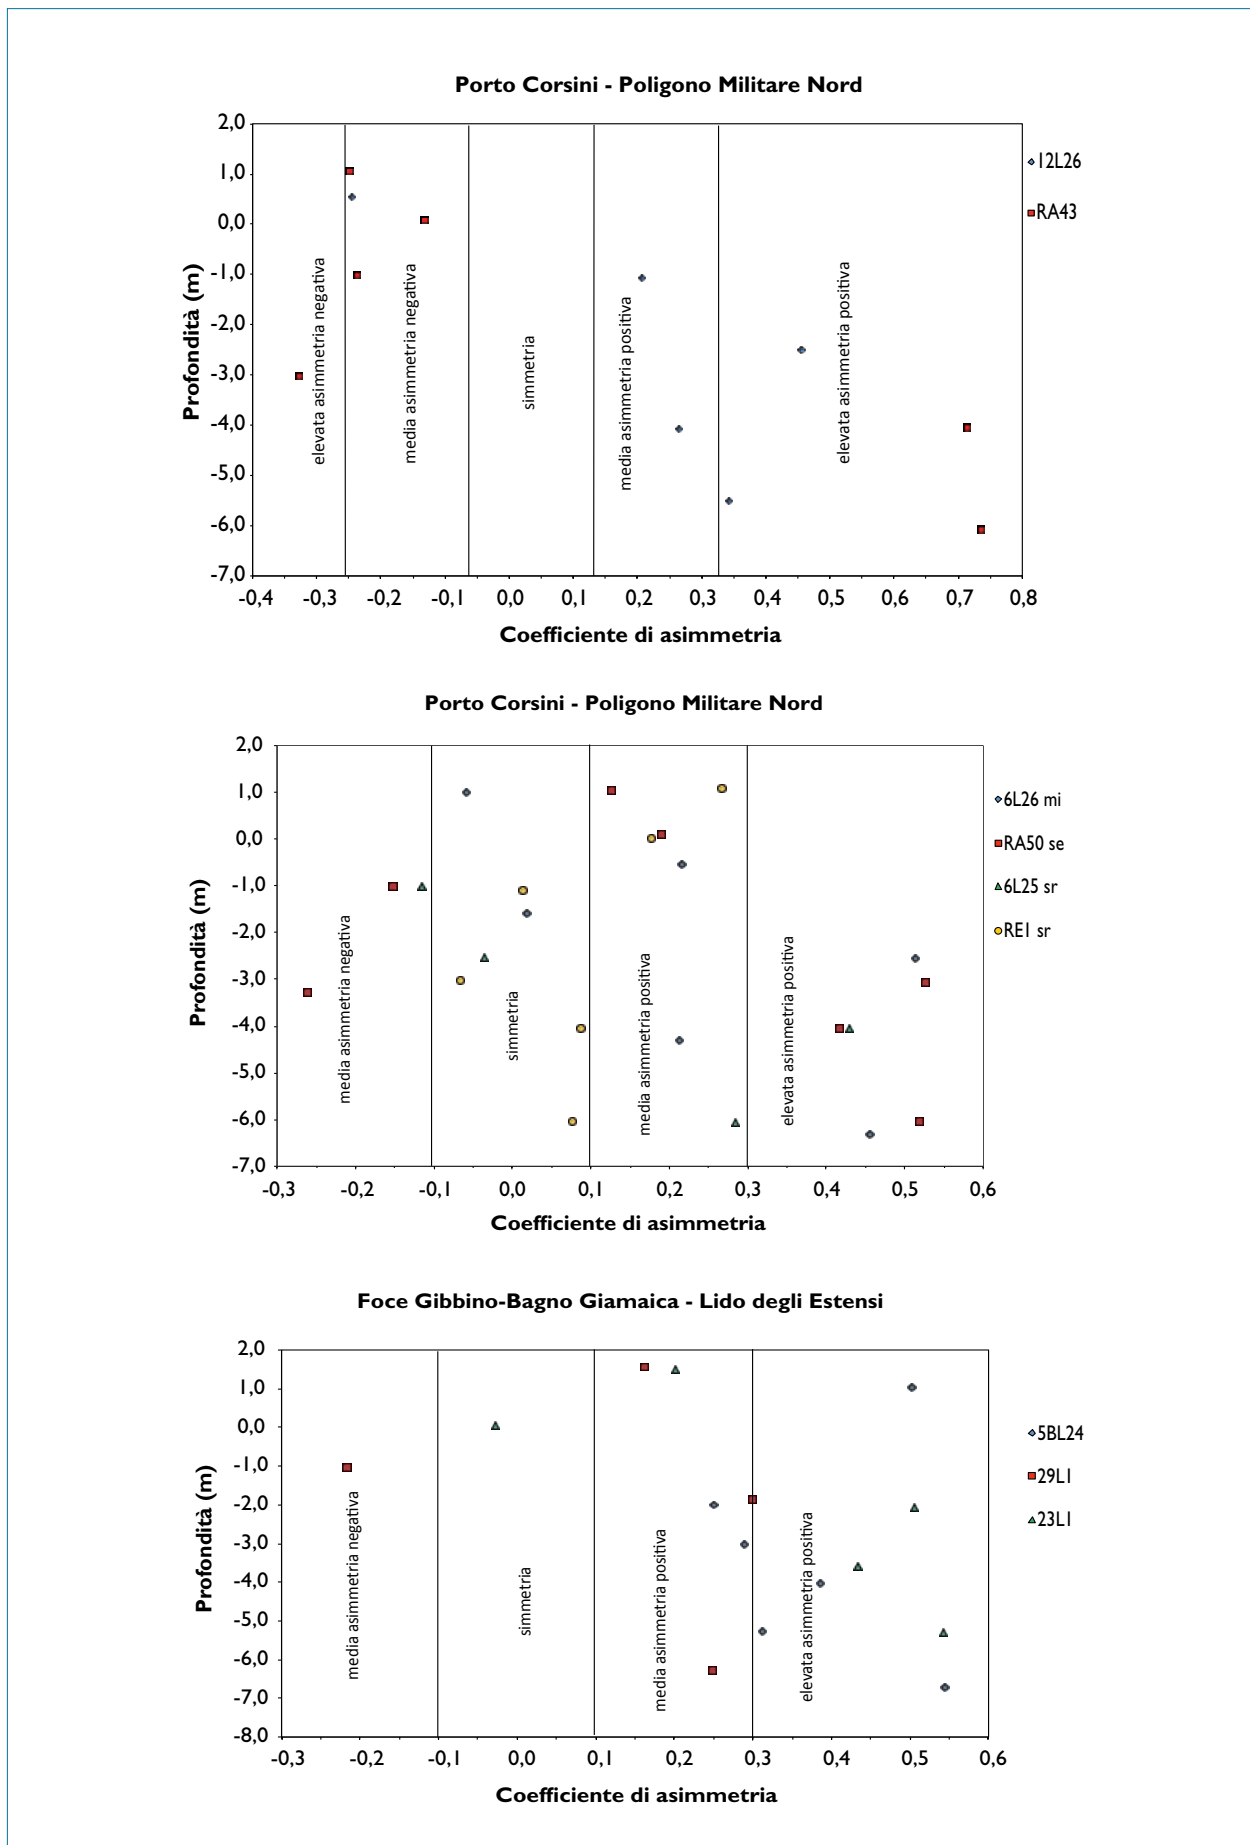 Porto Corsini - Poligono Militare Nord
2,0
1,0
0,0
-1,0
-2,0
-3,0
-4,0
-5,0
-6,0
-7,0
Profondità (m)
elevata asimmetria negativa
media asimmetria negativa
simmetria
media asimmetria positiva
elevata asimmetria positiva
12L26
RA43
-0,4 -0,3 -0,2 -0,1 0,0 0,1 0,2 0,3 0,4 0,5 0,6 0,7 0,8
Coefficiente di asimmetria
Porto Corsini - Poligono Militare Nord
2,0
1,0
0,0
-1,0
-2,0
-3,0
-4,0
-5,0
-6,0
-7,0
Profondità (m)
media asimmetria negativa
simmetria
media asimmetria positiva
elevata asimmetria positiva
6L26 mi
RA50 se
6L25 sr
RE1 sr
-0,3 -0,2 -0,1 0,0 0,1 0,2 0,3 0,4 0,5 0,6
Coefficiente di asimmetria
Foce Gibbino-Bagno Giamaica - Lido degli Estensi
2,0
1,0
0,0
-1,0
-2,0
-3,0
-4,0
-5,0
-6,0
-7,0
-8,0
Profondità (m)
media asimmetria negativa
simmetria
media asimmetria positiva
elevata asimmetria positiva
5BL24
29L1
23L1
-0,3 -0,2 -0,1 0,0 0,1 0,2 0,3 0,4 0,5 0,6
Coefficiente di asimmetria